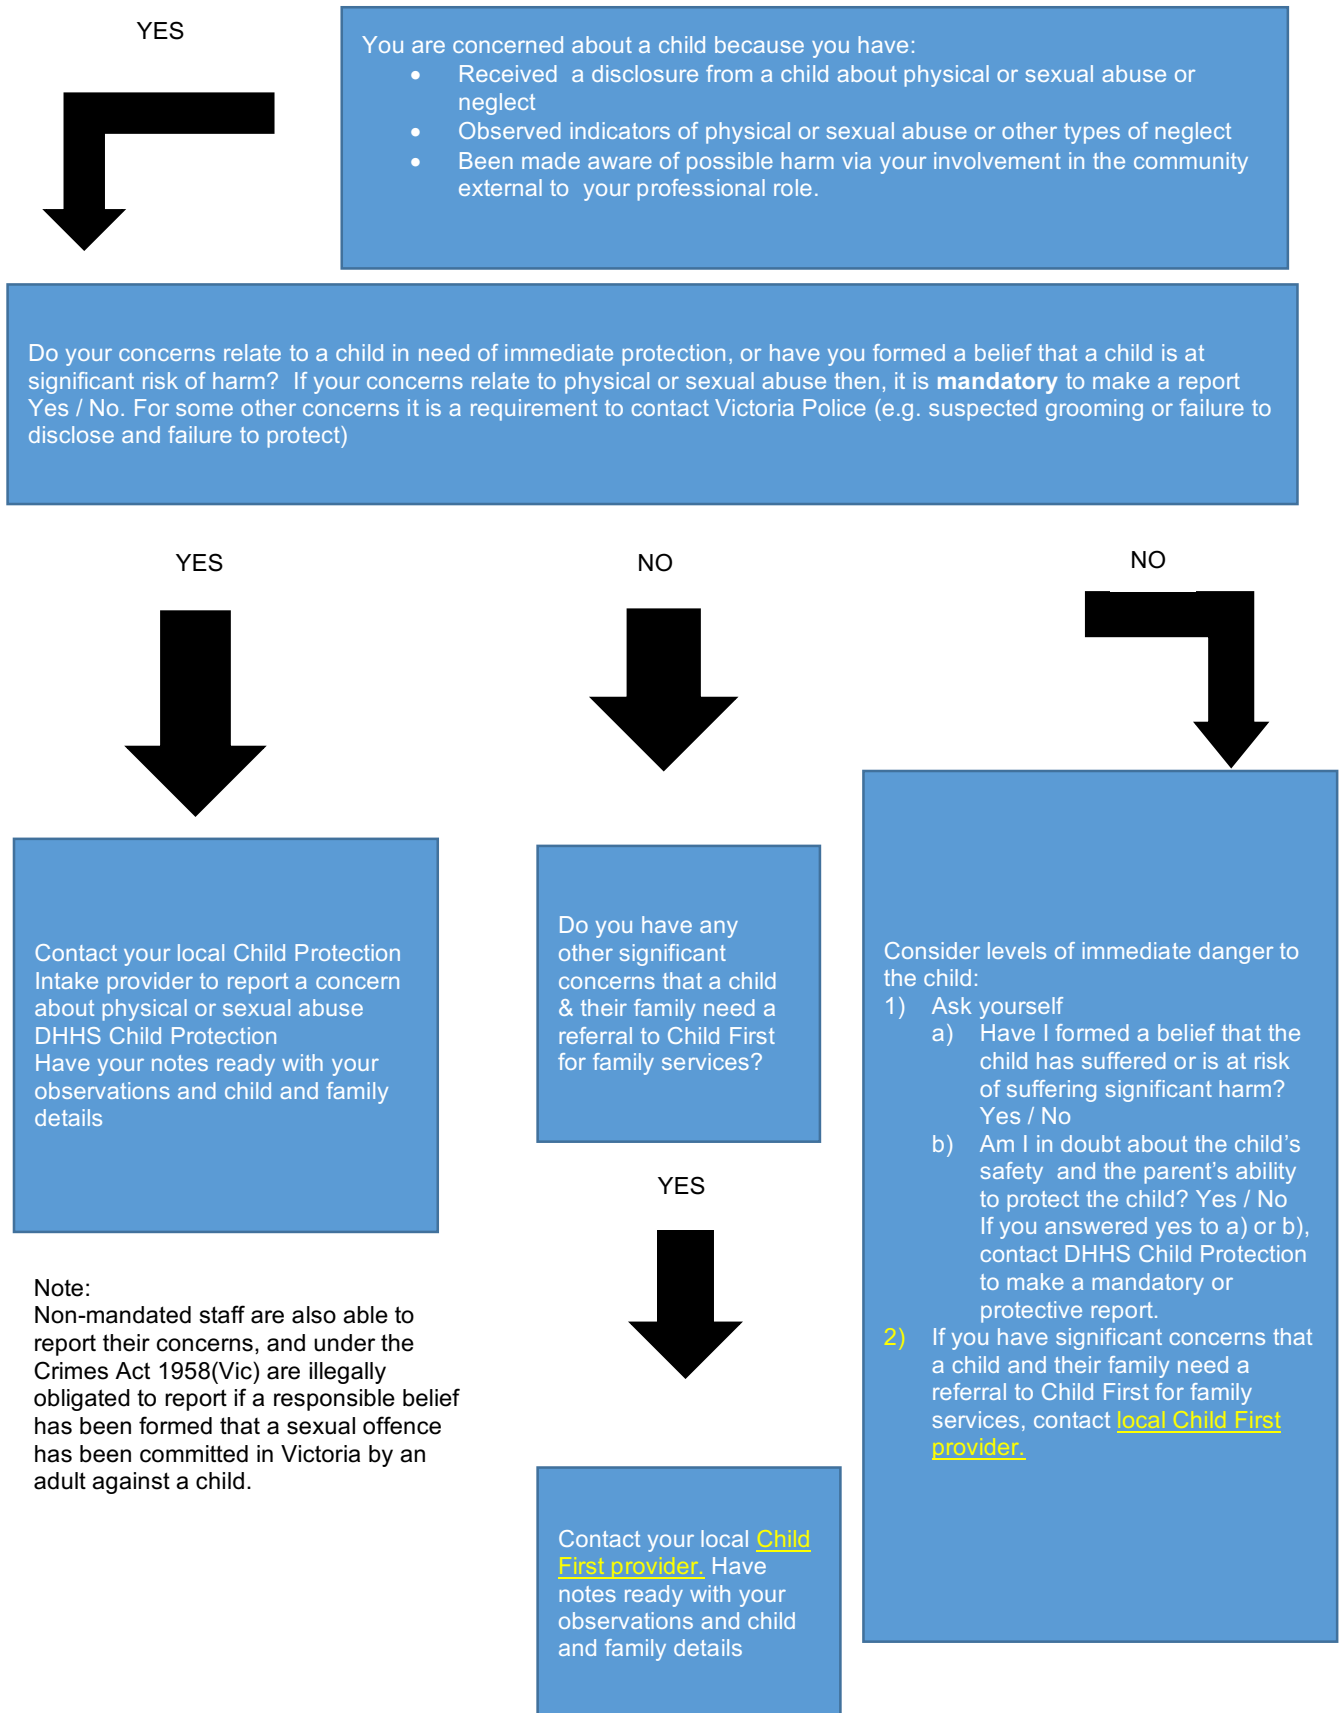 YES
You are concerned about a child because you have:
• Received  a disclosure from a child about physical or sexual abuse or
neglect
• Observed indicators of physical or sexual abuse or other types of neglect
• Been made aware of possible harm via your involvement in the community
external to  your professional role.
Do your concerns relate to a child in need of immediate protection, or have you formed a belief that a child is at
significant risk of harm?  If your concerns relate to physical or sexual abuse then, it is mandatory to make a report
Yes / No. For some other concerns it is a requirement to contact Victoria Police (e.g. suspected grooming or failure to
disclose and failure to protect)
YES
NO
NO
Contact your local Child Protection
Intake provider to report a concern
about physical or sexual abuse
DHHS Child Protection
Have your notes ready with your
observations and child and family
details
Note:
Non-mandated staff are also able to
report their concerns, and under the
Crimes Act 1958(Vic) are illegally
obligated to report if a responsible belief
has been formed that a sexual offence
has been committed in Victoria by an
adult against a child.
Do you have any
other significant
concerns that a child
& their family need a
referral to Child First
for family services?
YES
Contact your local Child
First provider. Have
notes ready with your
observations and child
and family details
Consider levels of immediate danger to
the child:
1) Ask yourself
a) Have I formed a belief that the
child has suffered or is at risk
of suffering significant harm?
Yes / No
b) Am I in doubt about the child's
safety  and the parent's ability
to protect the child? Yes / No
If you answered yes to a) or b),
contact DHHS Child Protection
to make a mandatory or
protective report.
2) If you have significant concerns that
a child and their family need a
referral to Child First for family
services, contact local Child First
provider.